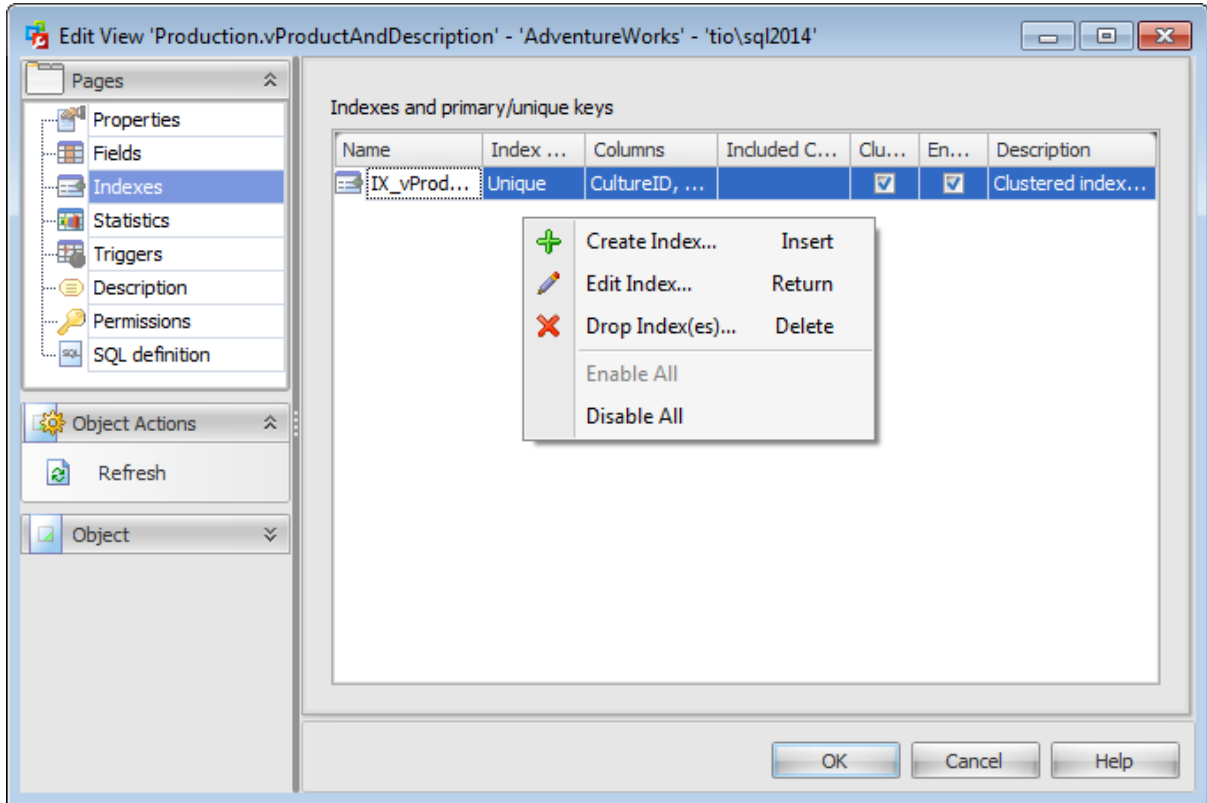 Edit View 'Production.vProductAndDescription' - 'AdventureWorks' - 'tio\sql2014'
Pages
Properties
Fields
Indexes
Statistics
Triggers
Description
Permissions
SQL
SQL definition
Object Actions
Refresh
Object
Indexes and primary/unique keys
Name Index ... Columns Included C... Clu... En... Description
IX_vProd... Unique CultureID, ... Clustered index...
Create Index... Insert
Edit Index... Return
Drop Index(es)... Delete
Enable All
Disable All
OK Cancel Help